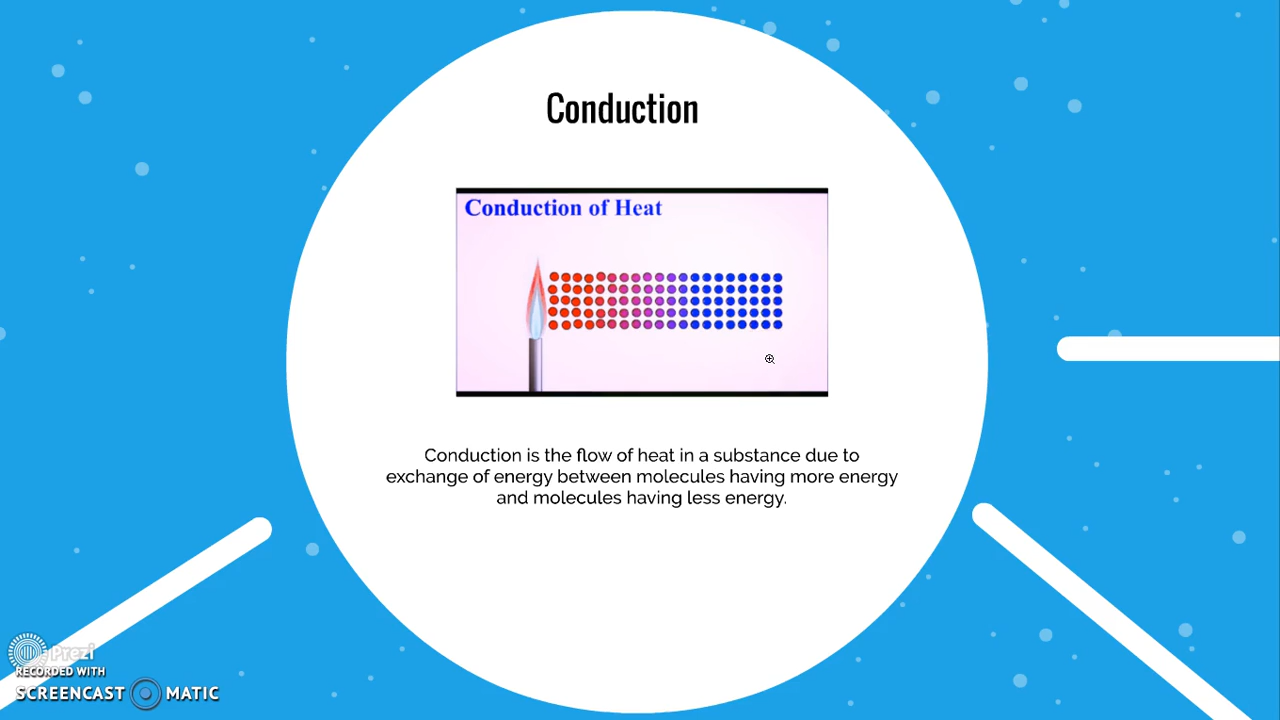 Conduction
Conduction of Heat
Conduction is the flow of heat in a substance due to
exchange of energy between molecules having more energy
and molecules having less energy.
Prezi
RECORDED WITH
SCREENCAST MATIC